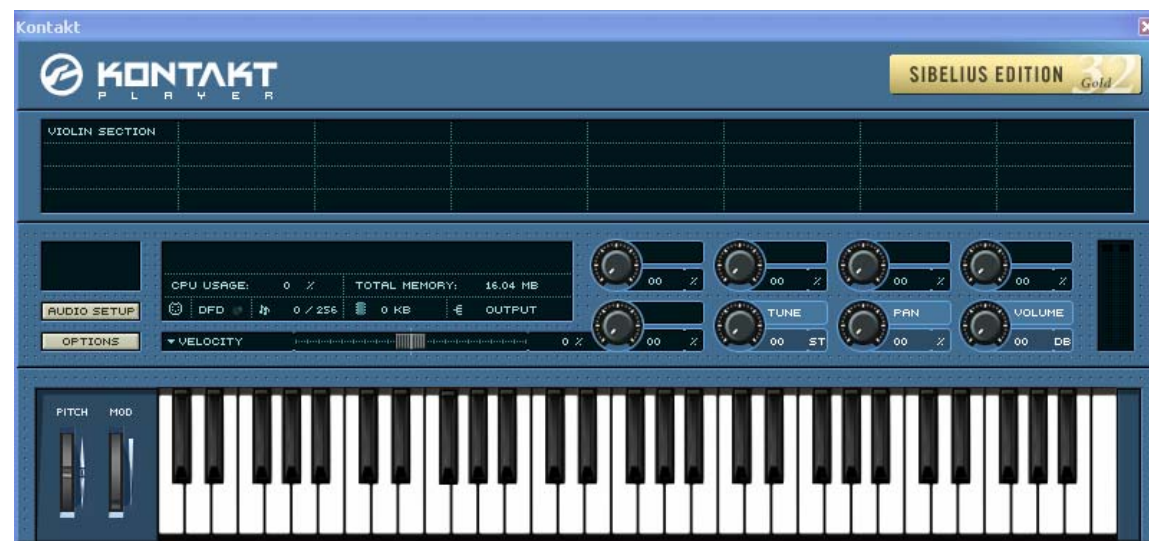 Kontakt
KONTAKT
PLAYER
SIBELIUS EDITION Gold 32
VIOLIN SECTION
CPU USAGE: 0 % TOTAL MEMORY: 16.04 MB
AUDIO SETUP
DFD 0 / 256 0 KB OUTPUT
OPTIONS
VELOCITY 0 %
00 %
00 %
00 %
00 %
00 %
TUNE
00 ST
PAN
00 %
VOLUME
00 DB
PITCH MOD